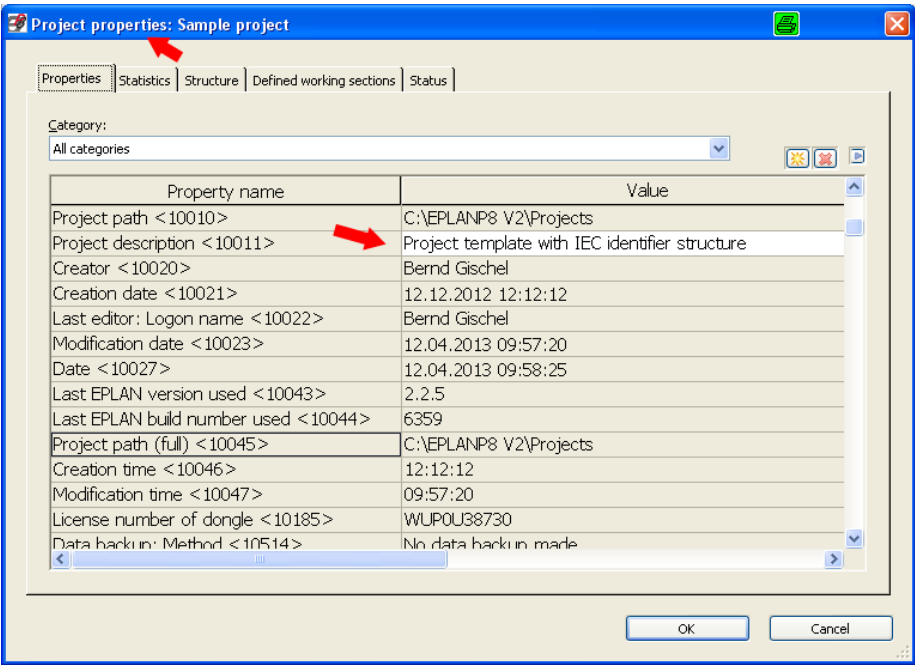 Project properties: Sample project
Properties Statistics Structure Defined working sections Status
Category:
All categories
Property name Value
Project path <10010> C:\EPLANP8 V2\Projects
Project description <10011> Project template with IEC identifier structure
Creator <10020> Bernd Gischel
Creation date <10021> 12.12.2012 12:12:12
Last editor: Logon name <10022> Bernd Gischel
Modification date <10023> 12.04.2013 09:57:20
Date <10027> 12.04.2013 09:58:25
Last EPLAN version used <10043> 2.2.5
Last EPLAN build number used <10044> 6359
Project path (full) <10045> C:\EPLANP8 V2\Projects
Creation time <10046> 12:12:12
Modification time <10047> 09:57:20
License number of dongle <10185> WUP0U38730
Data backup: Method <10514> No data backup made
OK Cancel